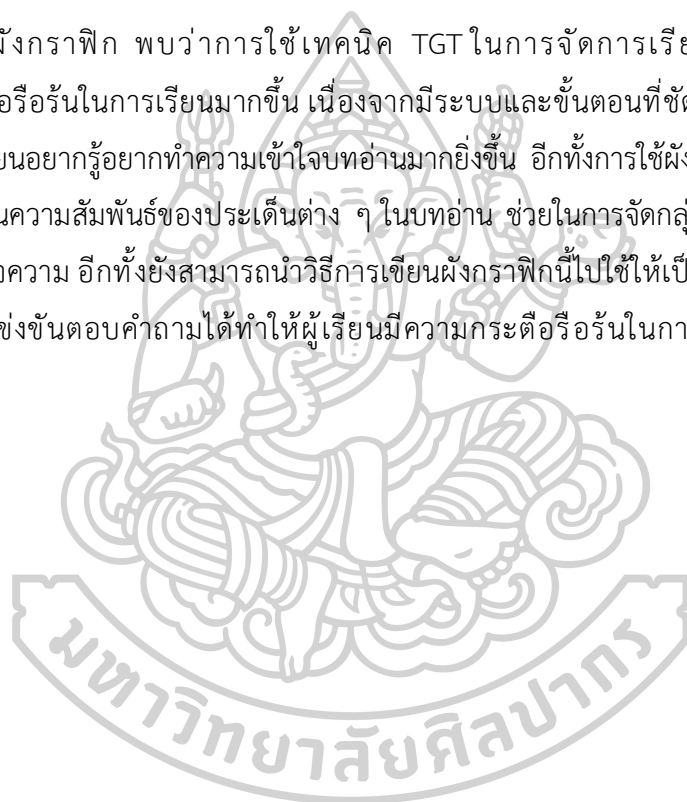 ผังกราฟิก พบว่าการใช้เทคนิค TGT ในการจัดการเรีย
อรือร้นในการเรียนมากขึ้น เนื่องจากมีระบบและขั้นตอนที่ชัด
ยนอยากรู้อยากทำความเข้าใจบทอ่านมากยิ่งขึ้น อีกทั้งการใช้ผัง
นความสัมพันธ์ของประเด็นต่าง ๆ ในบทอ่าน ช่วยในการจัดกลุ่
ความ อีกทั้งยังสามารถนำวิธีการเขียนผังกราฟิกนี้ไปใช้ให้เป็
ข่งขันตอบคำถามได้ทำให้ผู้เรียนมีความกระตือรือร้นในกา
มหาวิทยาลัยศิลปากร